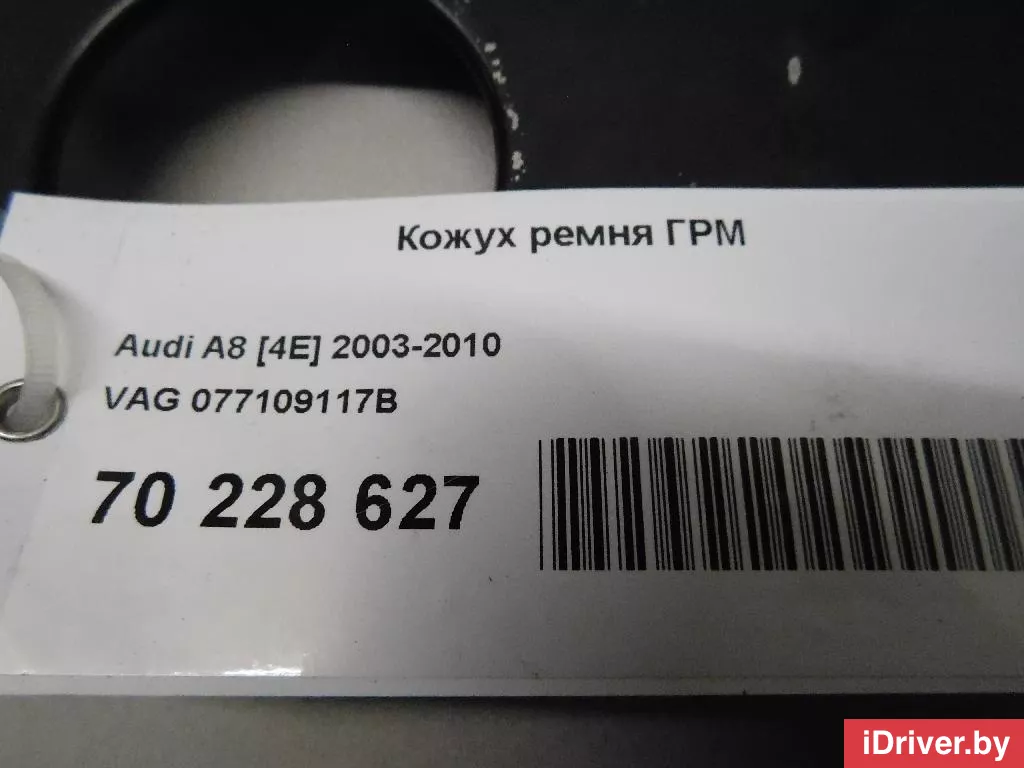 Кожух ремня ГРМ
Audi A8 [4E] 2003-2010
VAG 077109117B
70 228 627
iDriver.by